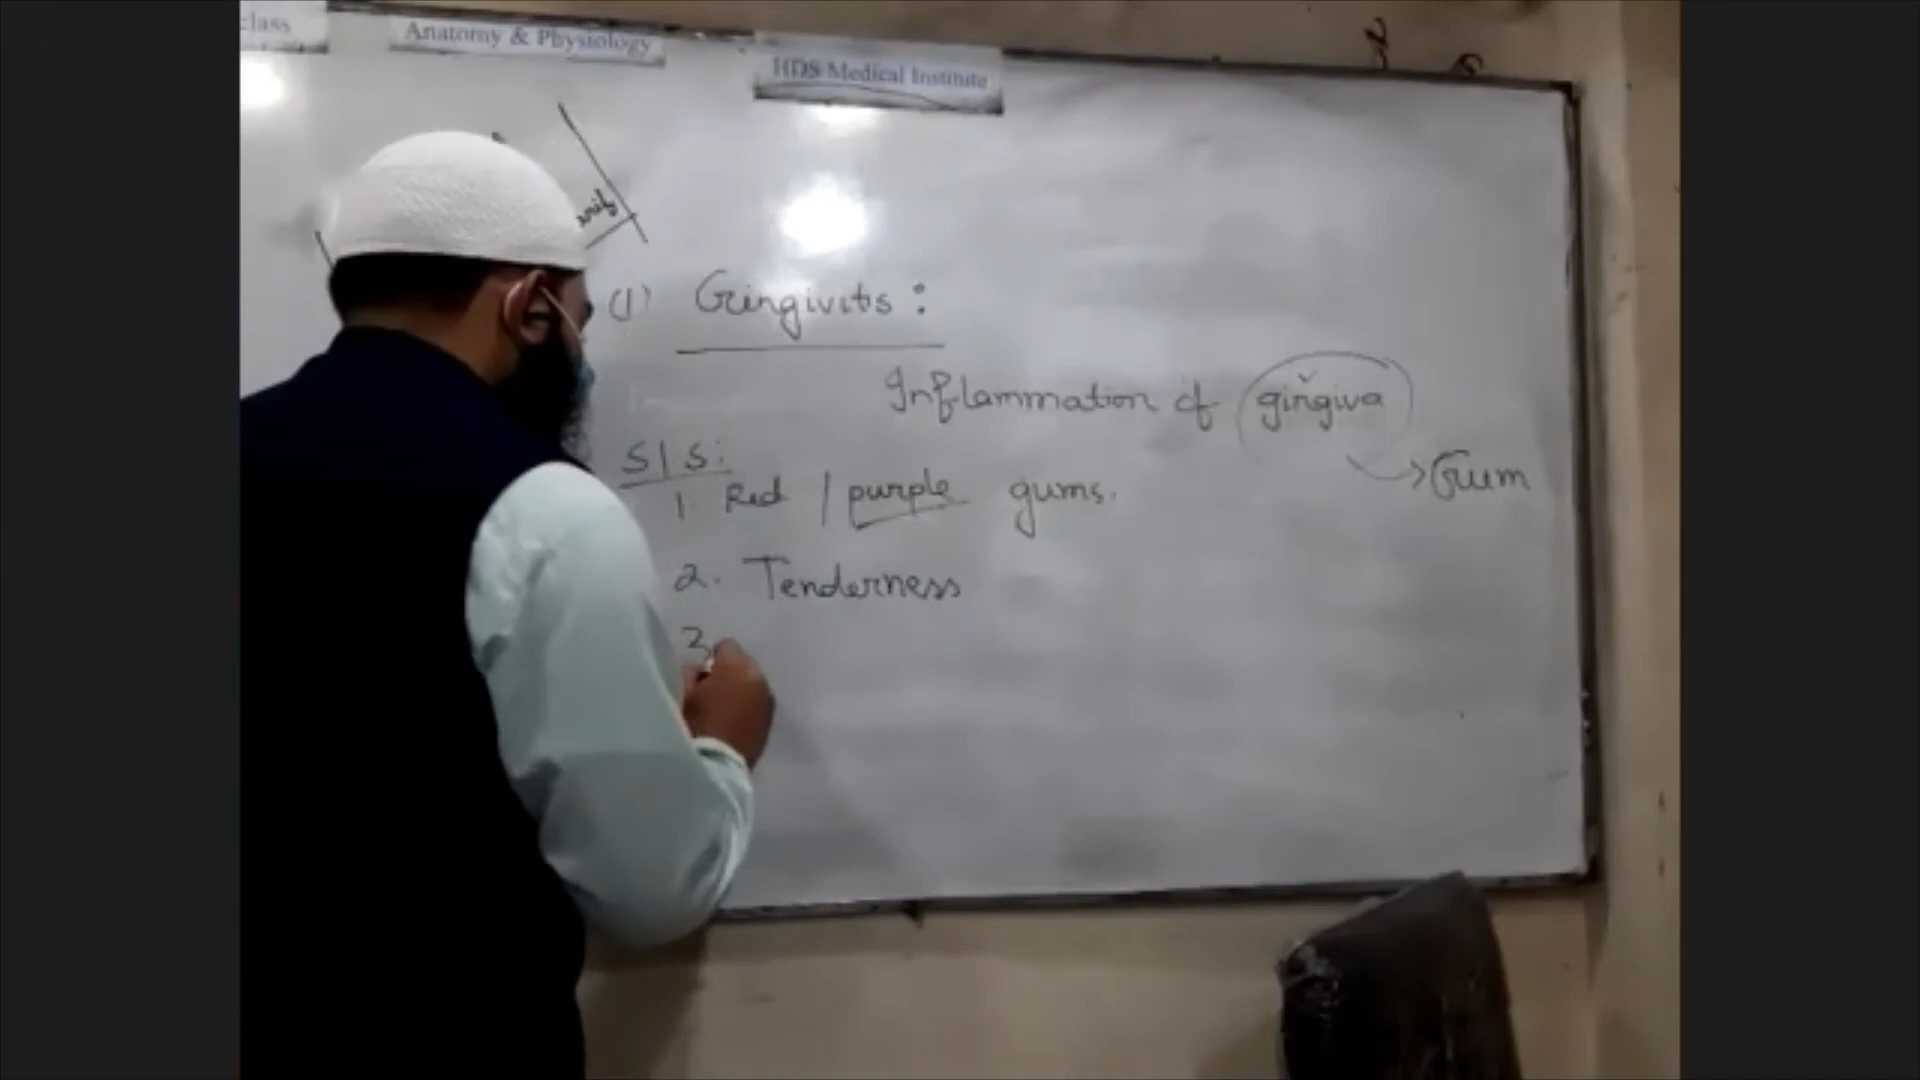 class
Anatomy & Physiology
HDS Medical Institute
(1) Gingivits :
Inflammation of gingiva
Gum
S/S:
1. Red / purple gums.
2. Tenderness
3